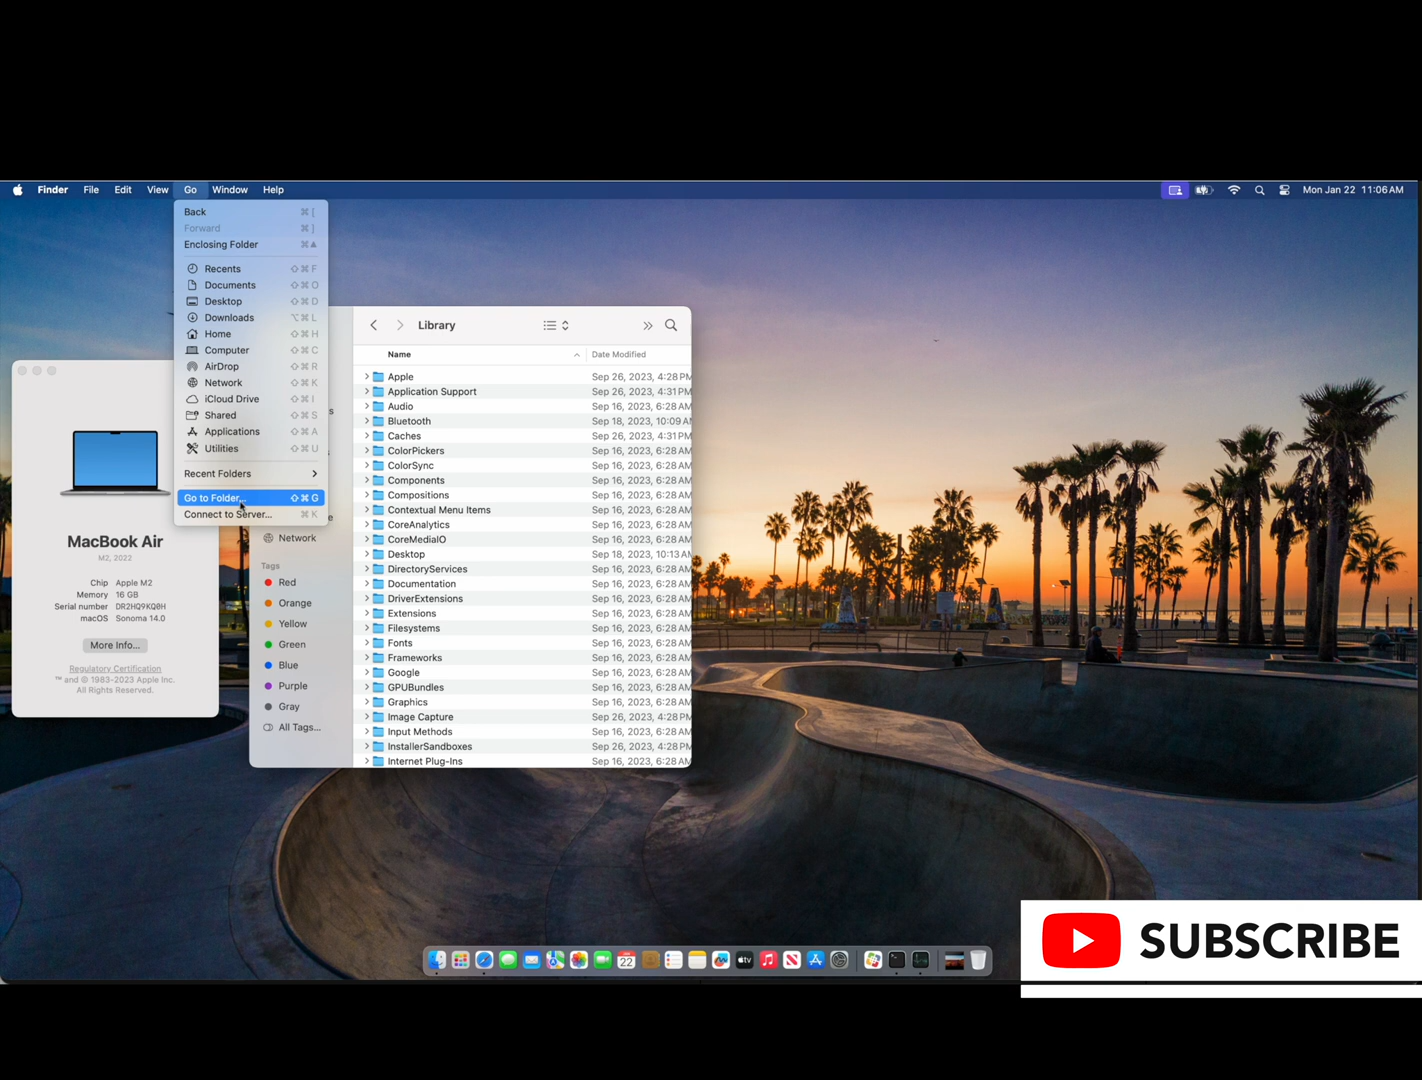 Finder File Edit View Go Window Help
Mon Jan 22 11:06 AM
Back ⌘ [
Forward ⌘ ]
Enclosing Folder ⌘▲
Recents ⇧⌘ F
Documents ⇧⌘ O
Desktop ⇧⌘ D
Downloads ⌥⌘ L
Home ⇧⌘ H
Computer ⇧⌘ C
AirDrop ⇧⌘ R
Network ⇧⌘ K
iCloud Drive ⇧⌘ I
Shared ⇧⌘ S
Applications ⇧⌘ A
Utilities ⇧⌘ U
Recent Folders
Go to Folder... ⇧⌘ G
Connect to Server... ⌘ K
MacBook Air
M2, 2022
Chip Apple M2
Memory 16 GB
Serial number DR2HQ9KQ0H
macOS Sonoma 14.0
More Info...
Regulatory Certification
™ and © 1983-2023 Apple Inc.
All Rights Reserved.
Network
Tags
Red
Orange
Yellow
Green
Blue
Purple
Gray
All Tags...
Library
Name Date Modified
Apple Sep 26, 2023, 4:28 PM
Application Support Sep 26, 2023, 4:31 PM
Audio Sep 16, 2023, 6:28 AM
Bluetooth Sep 18, 2023, 10:09 A
Caches Sep 26, 2023, 4:31 PM
ColorPickers Sep 16, 2023, 6:28 AM
ColorSync Sep 16, 2023, 6:28 AM
Components Sep 16, 2023, 6:28 AM
Compositions Sep 16, 2023, 6:28 AM
Contextual Menu Items Sep 16, 2023, 6:28 AM
CoreAnalytics Sep 16, 2023, 6:28 AM
CoreMediaIO Sep 16, 2023, 6:28 AM
Desktop Sep 18, 2023, 10:13 A
DirectoryServices Sep 16, 2023, 6:28 AM
Documentation Sep 16, 2023, 6:28 AM
DriverExtensions Sep 16, 2023, 6:28 AM
Extensions Sep 16, 2023, 6:28 AM
Filesystems Sep 16, 2023, 6:28 AM
Fonts Sep 16, 2023, 6:28 AM
Frameworks Sep 16, 2023, 6:28 AM
Google Sep 16, 2023, 6:28 AM
GPUBundles Sep 16, 2023, 6:28 AM
Graphics Sep 16, 2023, 6:28 AM
Image Capture Sep 26, 2023, 4:28 PM
Input Methods Sep 16, 2023, 6:28 AM
InstallerSandboxes Sep 26, 2023, 4:28 PM
Internet Plug-Ins Sep 16, 2023, 6:28 AM
22
tv
SUBSCRIBE